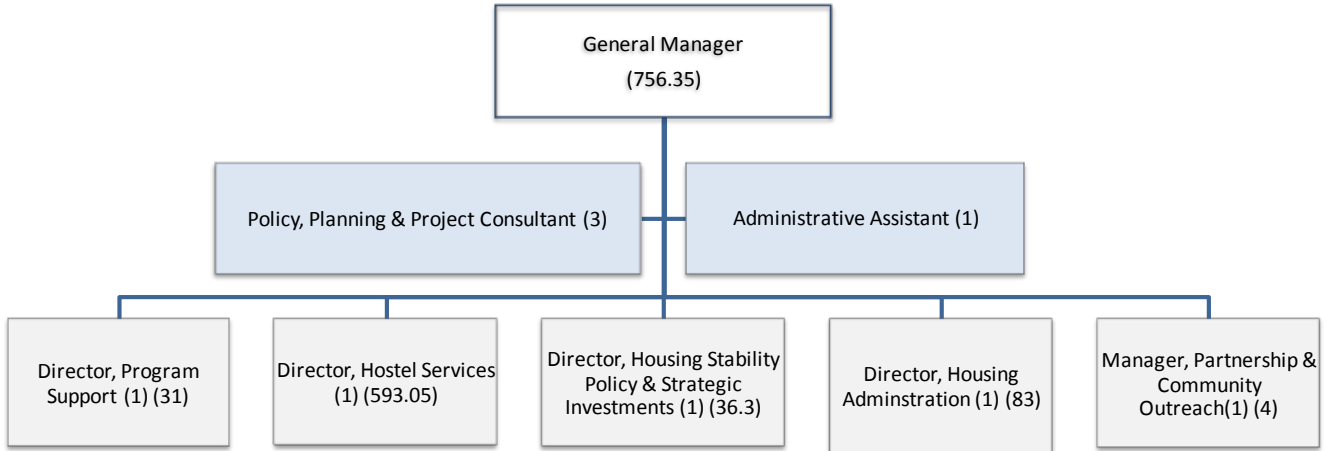 General Manager
(756.35)
Policy, Planning & Project Consultant (3)
Administrative Assistant (1)
Director, Program
Support (1) (31)
Director, Hostel Services
(1) (593.05)
Director, Housing Stability
Policy & Strategic
Investments (1) (36.3)
Director, Housing
Adminstration (1) (83)
Manager, Partnership &
Community
Outreach(1) (4)